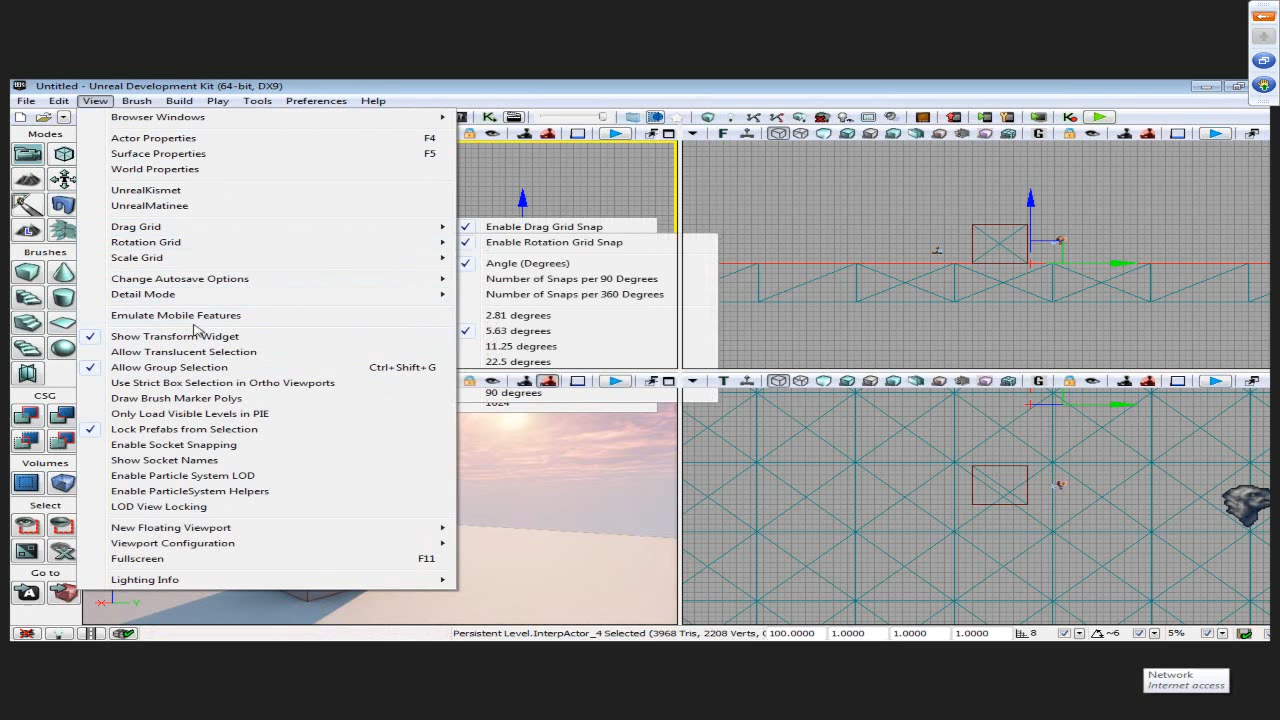 Untitled - Unreal Development Kit (64-bit, DX9)
File Edit View Brush Build Play Tools Preferences Help
Modes
Browser Windows
Actor Properties F4
Surface Properties F5
World Properties
UnrealKismet
UnrealMatinee
Drag Grid
Rotation Grid
Scale Grid
Change Autosave Options
Detail Mode
Emulate Mobile Features
Show Transform Widget
Allow Translucent Selection
Allow Group Selection Ctrl+Shift+G
Use Strict Box Selection in Ortho Viewports
Draw Brush Marker Polys
Only Load Visible Levels in PIE
Lock Prefabs from Selection
Enable Socket Snapping
Show Socket Names
Enable Particle System LOD
Enable ParticleSystem Helpers
LOD View Locking
New Floating Viewport
Viewport Configuration
Fullscreen F11
Lighting Info
Enable Drag Grid Snap
Enable Rotation Grid Snap
Angle (Degrees)
Number of Snaps per 90 Degrees
Number of Snaps per 360 Degrees
2.81 degrees
5.63 degrees
11.25 degrees
22.5 degrees
90 degrees
1024
Brushes
CSG
Volumes
Select
Go to
F
G
T
G
Y
Persistent Level.InterpActor_4 Selected (3968 Tris, 2208 Verts, 100.0000 1.0000 1.0000 1.0000 8 ~6 5%
Network
Internet access